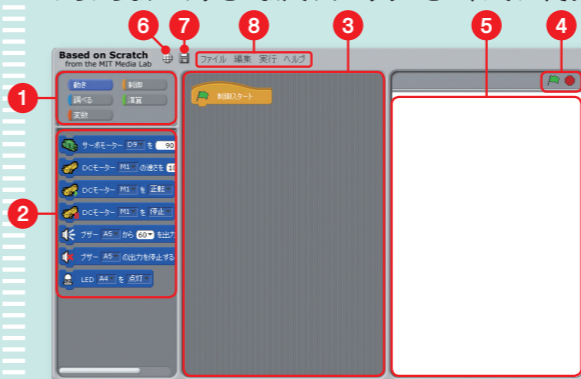 6 7 8 3 5 4
Based on Scratch
from the MIT Media Lab
ファイル 編集 実行 ヘルプ
1
動き 制御
調べる 演算
変数
制御スタート
2
サーボモーター D9 を 90
DCモーター M1 の速さを
DCモーター M1 を 正転
DCモーター M1 を 停止
ブザー A5 から 60 を出力
ブザー A5 の出力を停止する
LED A4 を 点灯